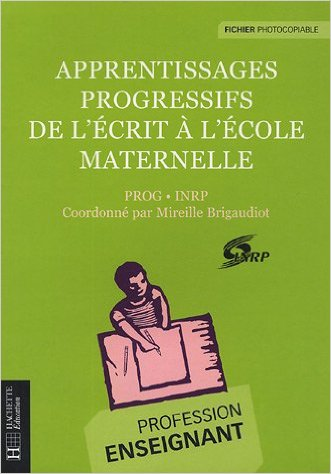 FICHIER PHOTOCOPIABLE
APPRENTISSAGES
PROGRESSIFS
DE L'ÉCRIT À L'ÉCOLE
MATERNELLE
PROG • INRP
Coordonné par Mireille Brigaudiot
INRP
PROFESSION
ENSEIGNANT
H HACHETTE
Éducation